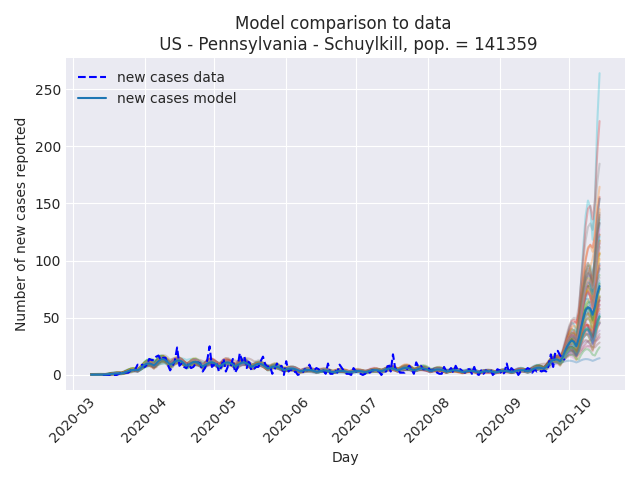 Model comparison to data
US - Pennsylvania - Schuylkill, pop. = 141359
new cases data
new cases model
Number of new cases reported
250
200
150
100
50
0
2020-03
2020-04
2020-05
2020-06
2020-07
2020-08
2020-09
2020-10
Day